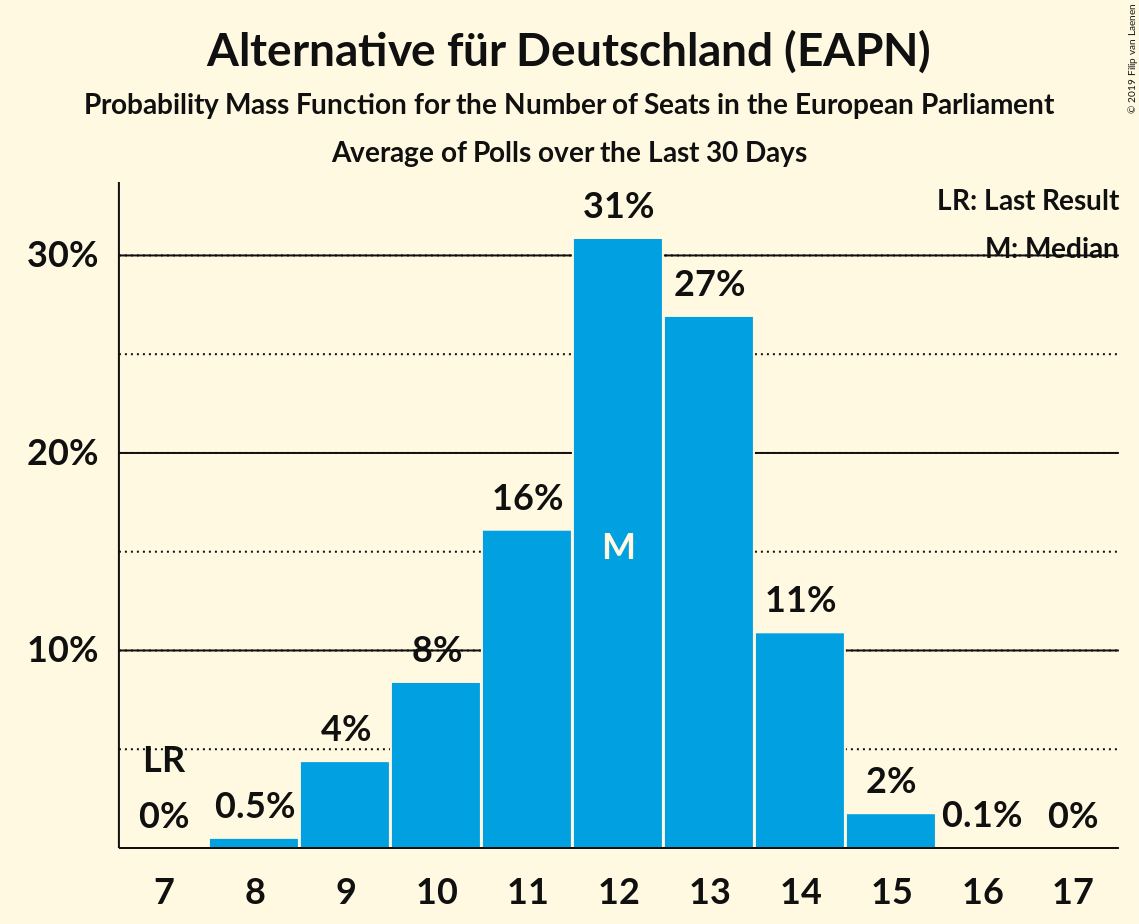 Alternative für Deutschland (EAPN)
Probability Mass Function for the Number of Seats in the European Parliament
Average of Polls over the Last 30 Days
© 2019 Filip van Laenen
LR: Last Result
M: Median
31%
30%
27%
20%
16%
M
11%
10%
8%
4%
LR
2%
0%
0.5%
0.1%
0%
7 8 9 10 11 12 13 14 15 16 17